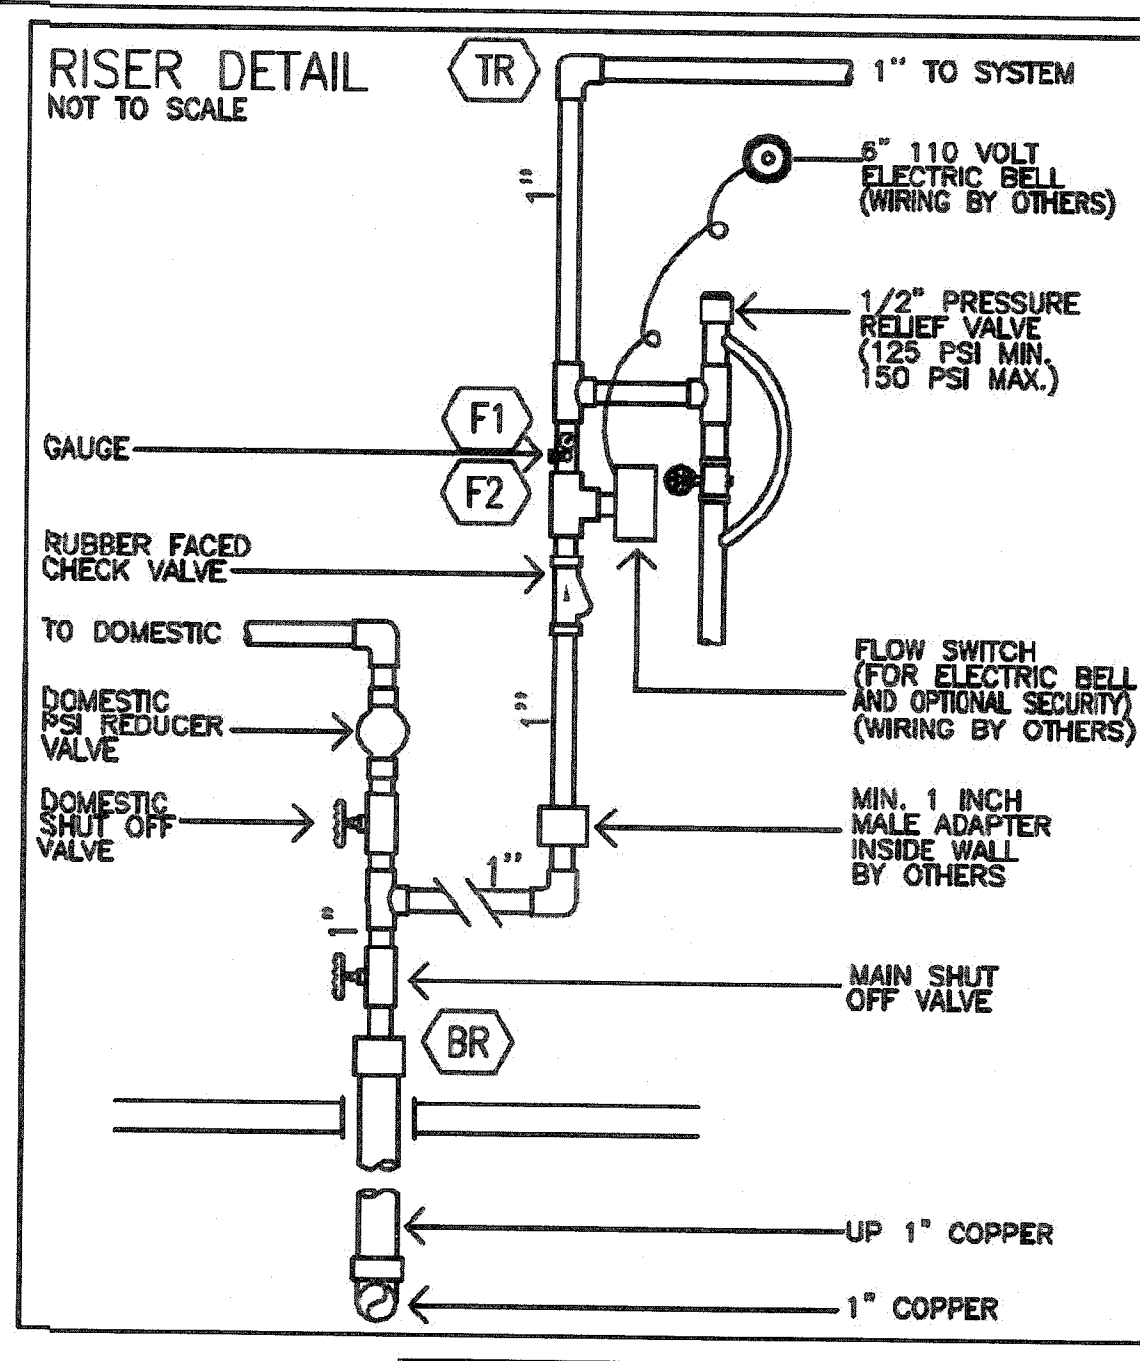 RISER DETAIL
NOT TO SCALE
TR
1" TO SYSTEM
6" 110 VOLT
ELECTRIC BELL
(WIRING BY OTHERS)
1"
1/2" PRESSURE
RELIEF VALVE
(125 PSI MIN.
150 PSI MAX.)
F1
GAUGE
F2
RUBBER FACED
CHECK VALVE
TO DOMESTIC
FLOW SWITCH
(FOR ELECTRIC BELL
AND OPTIONAL SECURITY)
(WIRING BY OTHERS)
DOMESTIC
PSI REDUCER
VALVE
1"
DOMESTIC
SHUT OFF
VALVE
MIN. 1 INCH
MALE ADAPTER
INSIDE WALL
BY OTHERS
1"
1"
MAIN SHUT
OFF VALVE
BR
UP 1" COPPER
1" COPPER